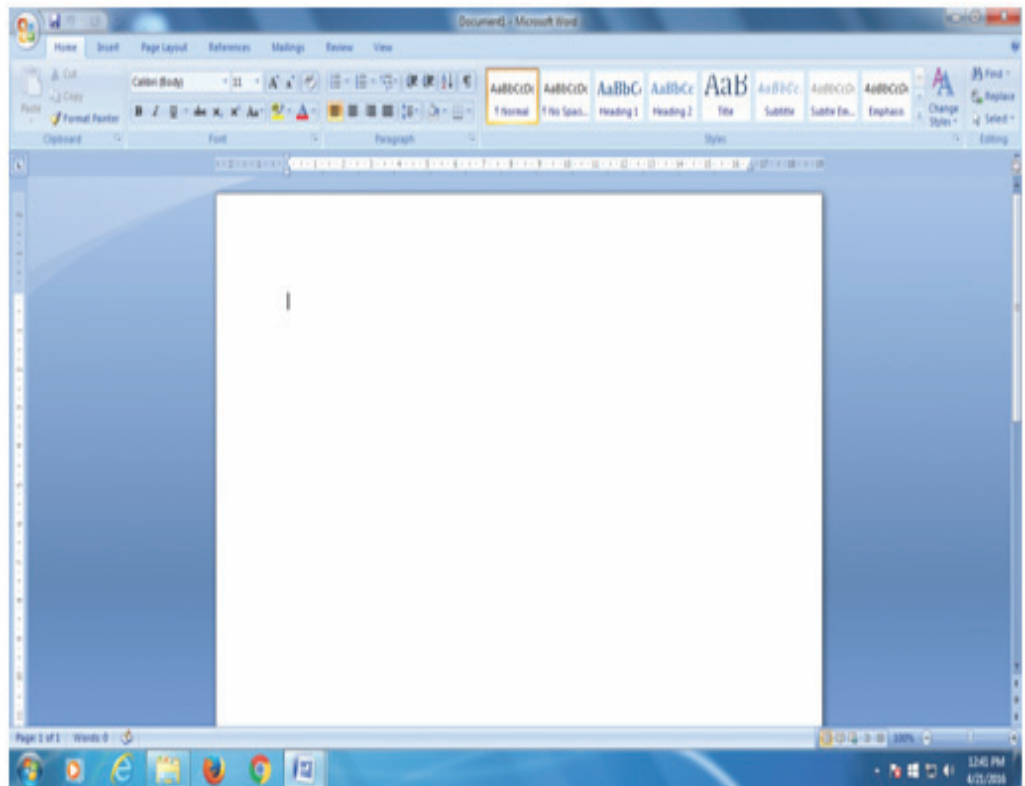 Document1 - Microsoft Word
Home Insert Page Layout References Mailings Review View
Cut
Copy
Paste
Format Painter
Clipboard
Calibri (Body) 11
B I U abc x, x' Aa A
Font
Paragraph
AaBbCcDc AaBbCcDc AaBbC AaBbCc AaB AaBbCc. AaBbCcDc AaBbCcDc
¶ Normal ¶ No Spaci... Heading 1 Heading 2 Title Subtitle Subtle Em... Emphasis
Change
Styles
Styles
Find
Replace
Select
Editing
Page: 1 of 1 Words: 0
100%
12:41 PM
4/21/2016